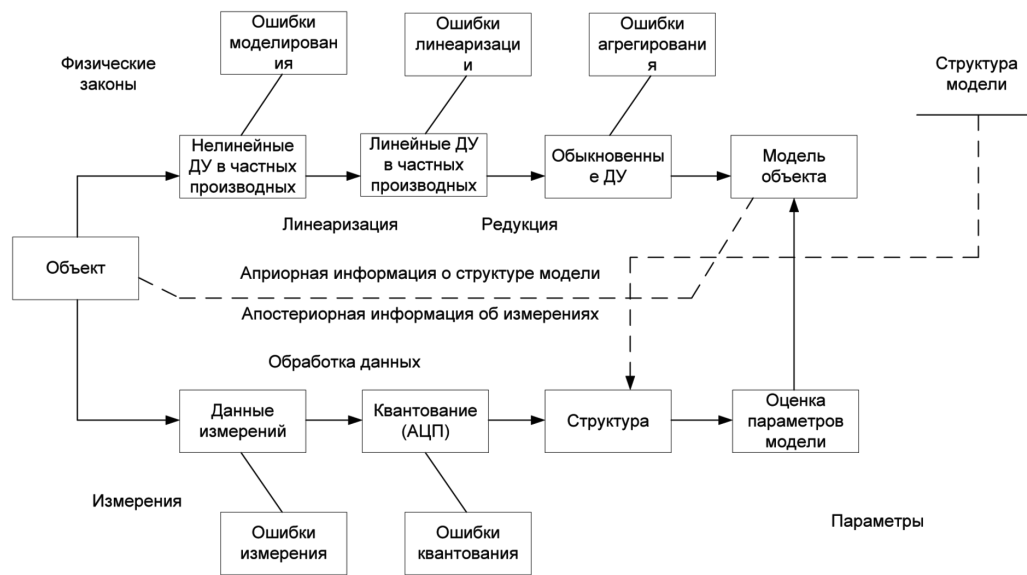 Ошибки
моделирован
ия
Ошибки
линеаризаци
и
Ошибки
агрегировани
я
Физические
законы
Структура
модели
Нелинейные
ДУ в частных
производных
Линейные ДУ
в частных
производных
Обыкновенны
е ДУ
Модель
объекта
Линеаризация
Редукция
Объект
Априорная информация о структуре модели
Апостериорная информация об измерениях
Обработка данных
Данные
измерений
Квантование
(АЦП)
Структура
Оценка
параметров
модели
Измерения
Ошибки
измерения
Ошибки
квантования
Параметры